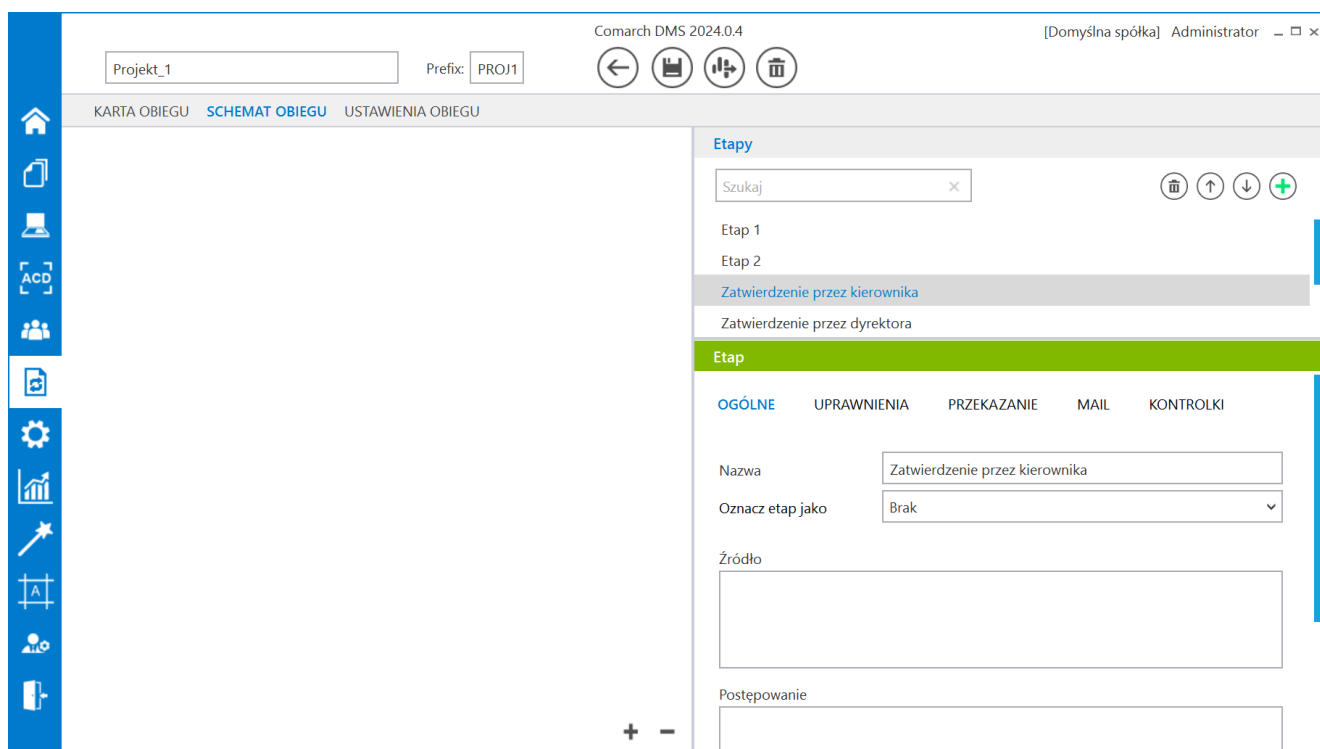 Comarch DMS 2024.0.4
[Domyślna spółka] Administrator
Projekt_1 Prefix: PROJ1
KARTA OBIEGU SCHEMAT OBIEGU USTAWIENIA OBIEGU
Etapy
Szukaj
ACD
Etap 1
Etap 2
Zatwierdzenie przez kierownika
Zatwierdzenie przez dyrektora
Etap
OGÓLNE UPRAWNIENIA PRZEKAZANIE MAIL KONTROLKI
Nazwa Zatwierdzenie przez kierownika
Oznacz etap jako Brak
Źródło
A
Postępowanie